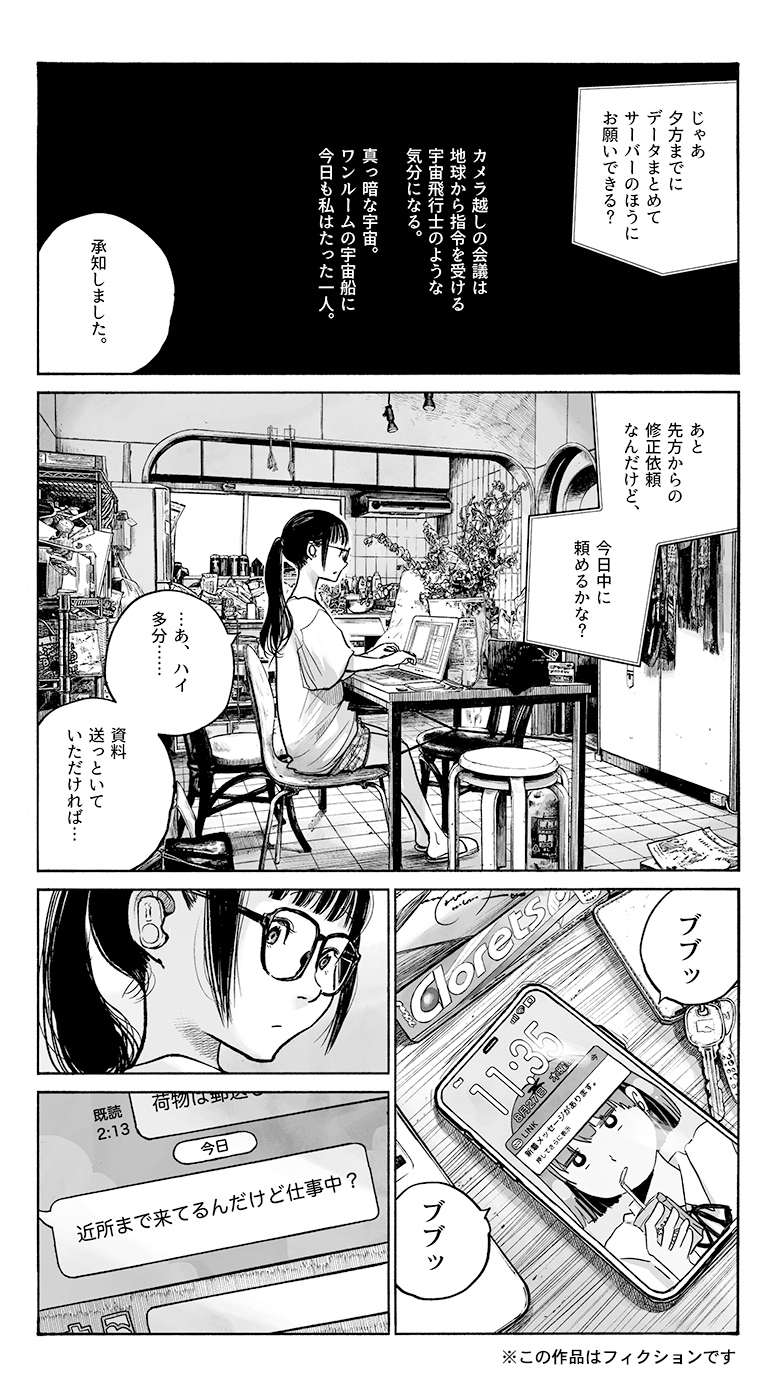 じゃあ
夕方までに
データまとめて
サーバーのほうに
お願いできる?
カメラ越しの会議は
地球から指令を受ける
宇宙飛行士のような
気分になる。
真っ暗な宇宙。
ワンルームの宇宙船に
今日も私はたった一人。
承知しました。
あと
先方からの
修正依頼
なんだけど、
今日中に
頼めるかな?
…あ、ハイ
多分……
資料
送っといて
いただければ…
ブブッ
Clorets
11:35
LINK
今
新着メッセージがあります。
押してさらに表示
ブブッ
荷物は郵送し
既読
2:13
今日
近所まで来てるんだけど仕事中?
※この作品はフィクションです